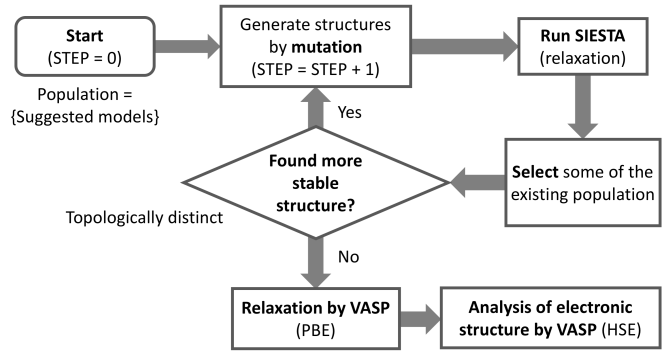 Start
(STEP = 0)
Population =
{Suggested models}
Generate structures
by mutation
(STEP = STEP + 1)
Run SIESTA
(relaxation)
Select some of the
existing population
Found more
stable
structure?
Topologically distinct
Yes
No
Relaxation by VASP
(PBE)
Analysis of electronic
structure by VASP (HSE)